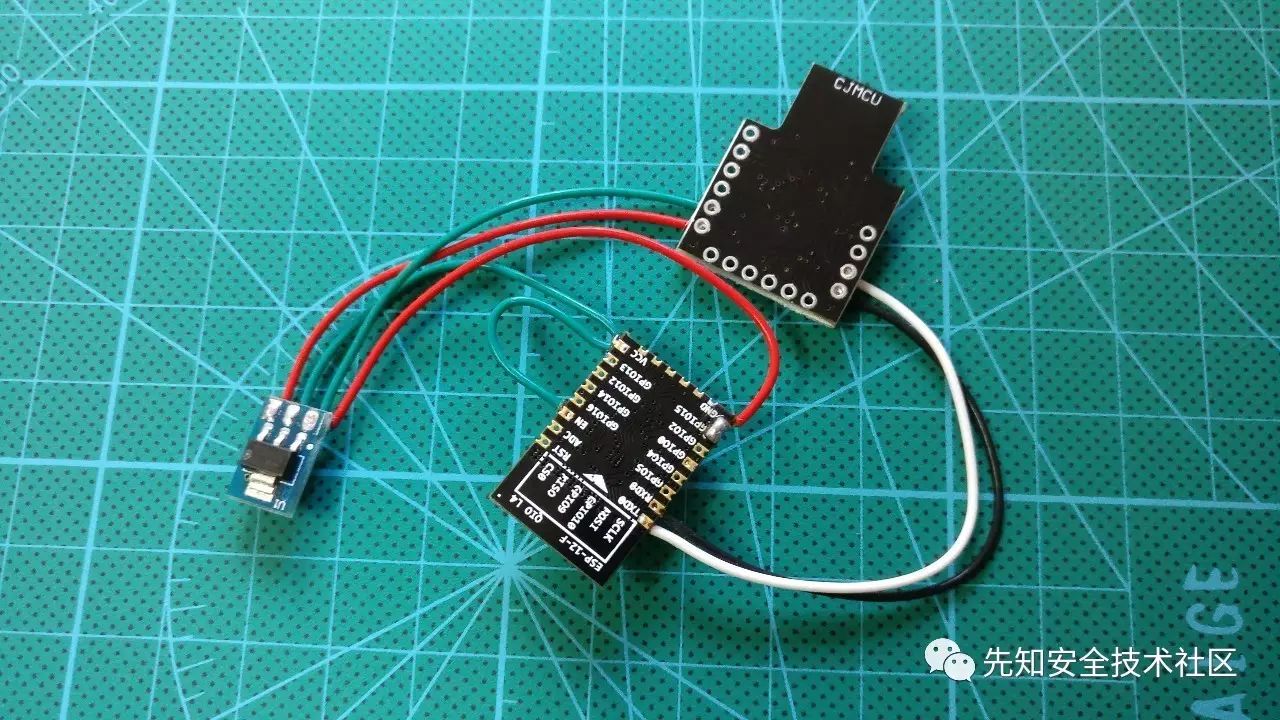 CJMCU
VCC
GPIO13
GPIO12
GPIO14
GPIO16
EN
ADC
RST
GND
GPIO15
GPIO2
GPIO0
GPIO4
GPIO5
RXD0
TXD0
CS0
MISO
GPIO9
GPIO10
MOSI
SCLK
QIO L4
ESP-12-F
先知安全技术社区